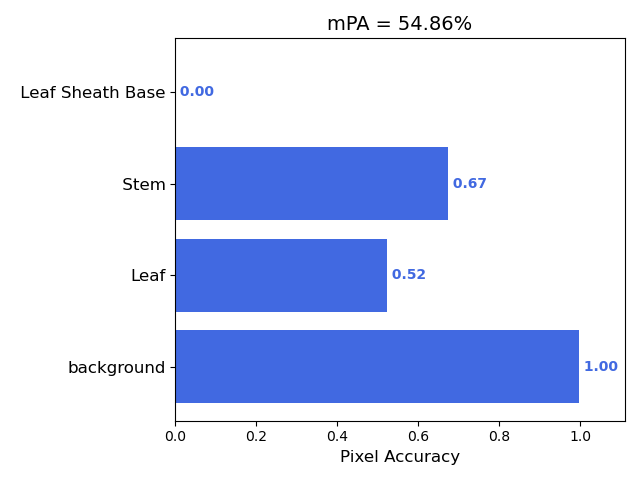 mPA = 54.86%
Leaf Sheath Base 0.00
Stem 0.67
Leaf 0.52
background 1.00
0.0 0.2 0.4 0.6 0.8 1.0
Pixel Accuracy